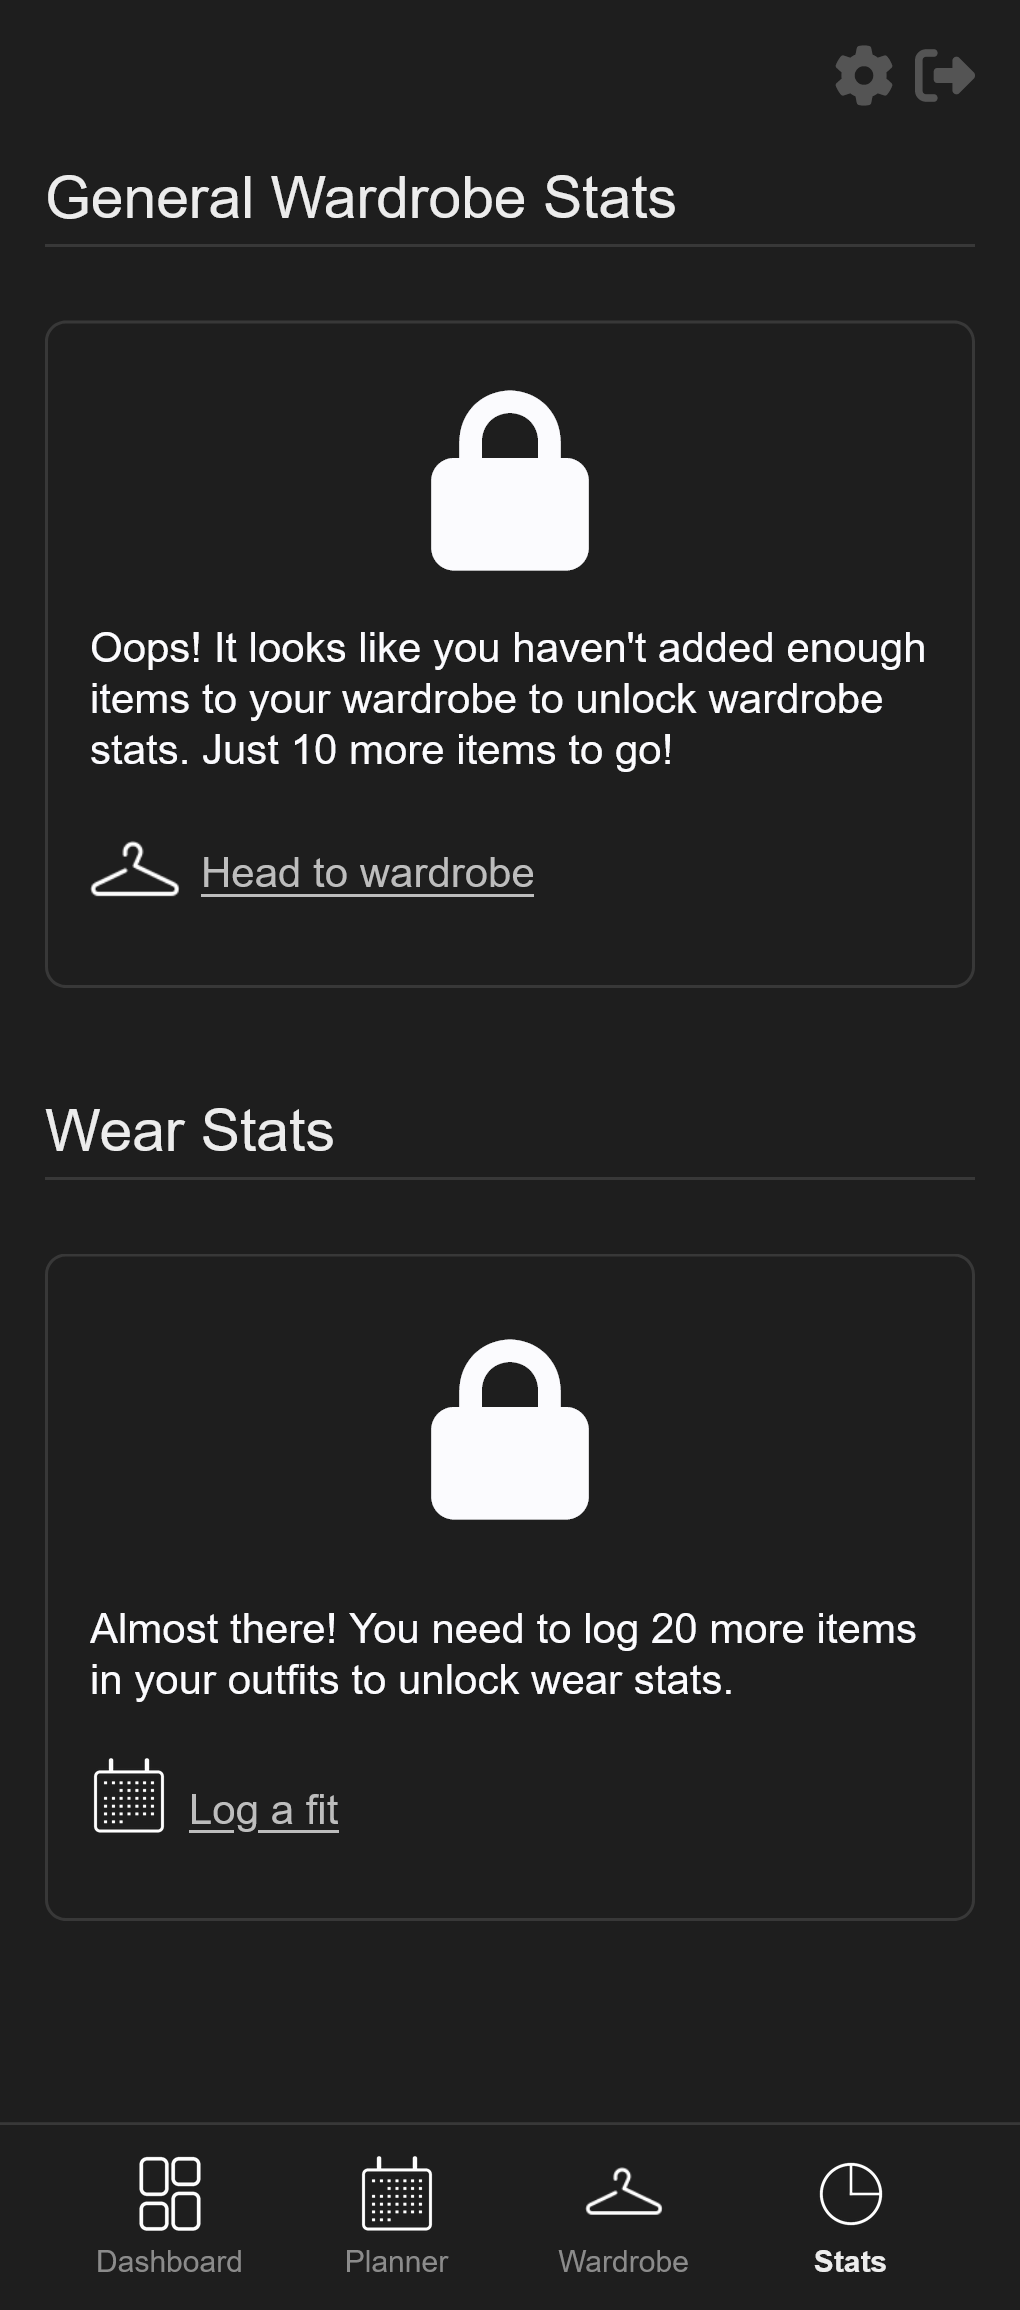 General Wardrobe Stats
Oops! It looks like you haven't added enough
items to your wardrobe to unlock wardrobe
stats. Just 10 more items to go!
Head to wardrobe
Wear Stats
Almost there! You need to log 20 more items
in your outfits to unlock wear stats.
Log a fit
Dashboard
Planner
Wardrobe
Stats